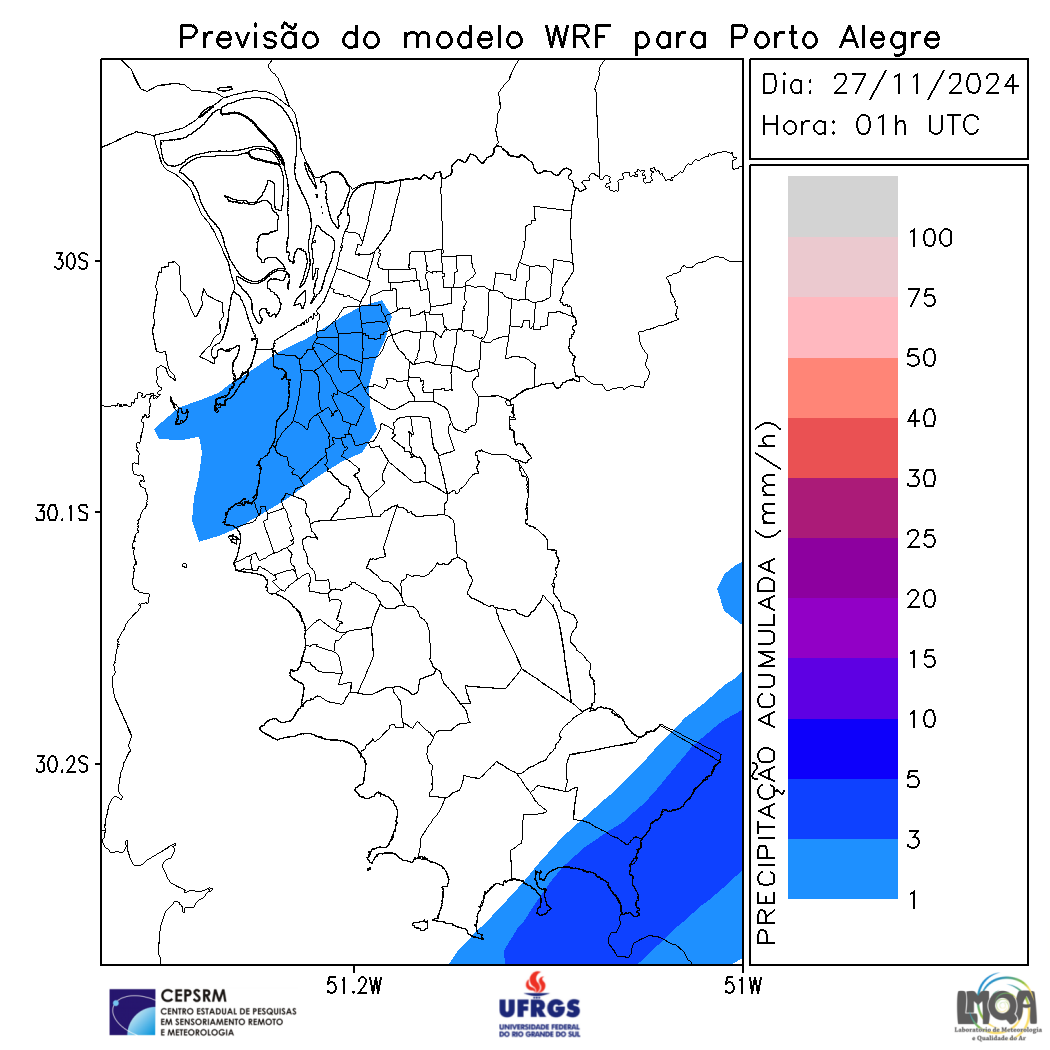 Previsão do modelo WRF para Porto Alegre
Dia: 27/11/2024
Hora: 01h UTC
30S
30.1S
30.2S
51.2W
51W
PRECIPITAÇÃO ACUMULADA (mm/h)
100
75
50
40
30
25
20
15
10
5
3
1
CEPSRM
CENTRO ESTADUAL DE PESQUISAS
EM SENSORIAMENTO REMOTO
E METEOROLOGIA
UFRGS
UNIVERSIDADE FEDERAL
DO RIO GRANDE DO SUL
LMQA
Laboratório de Meteorologia
e Qualidade do Ar